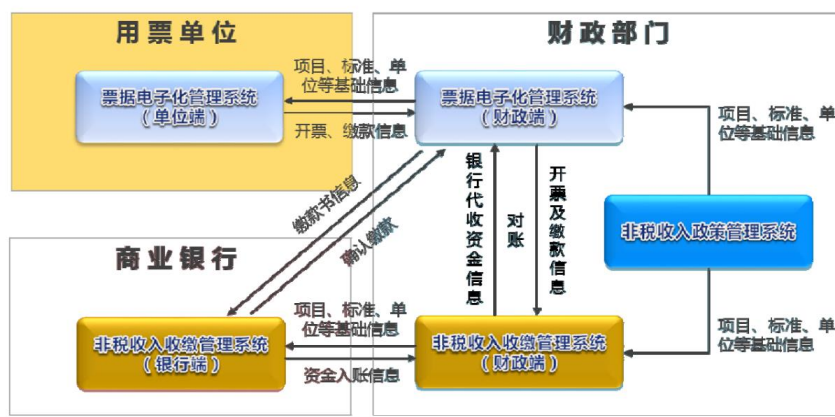 用票单位
财政部门
票据电子化管理系统
（单位端）
项目、标准、单
位等基础信息
开票、缴款信息
票据电子化管理系统
（财政端）
项目、标准、单
位等基础信息
缴款书信息
确认缴款
银行代收资金信息
对账
开票及缴款信息
非税收入政策管理系统
商业银行
非税收入收缴管理系统
（银行端）
项目、标准、单
位等基础信息
资金入账信息
非税收入收缴管理系统
（财政端）
项目、标准、单
位等基础信息